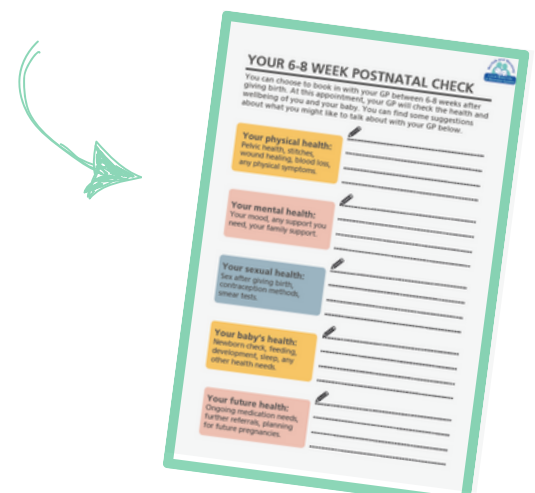 YOUR 6-8 WEEK POSTNATAL CHECK
You can choose to book in with your GP between 6-8 weeks after
giving birth. At this appointment, your GP will check the health and
wellbeing of you and your baby. You can find some suggestions
about what you might like to talk about with your GP below.
Your physical health:
Pelvic health, stitches,
wound healing, blood loss,
any physical symptoms.
Your mental health:
Your mood, any support you
need, your family support.
Your sexual health:
Sex after giving birth,
contraception methods,
smear tests.
Your baby's health:
Newborn check, feeding,
development, sleep, any
other health needs.
Your future health:
Ongoing medication needs,
further referrals, planning
for future pregnancies.